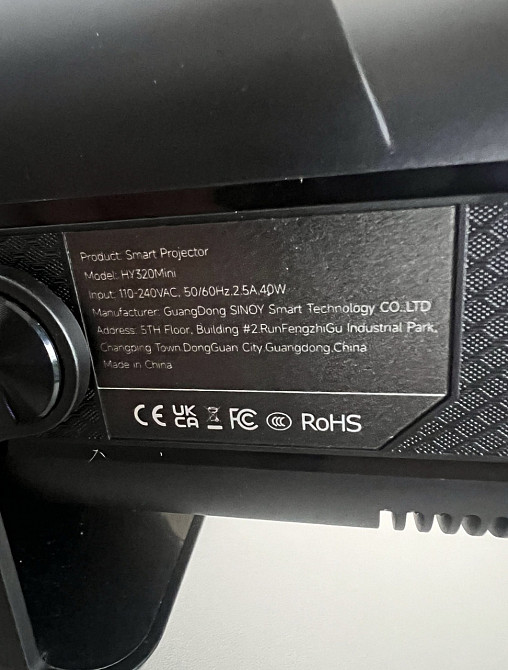 Product: Smart Projector
Model: HY320Mini
Input: 110-240VAC, 50/60Hz,2.5A,40W
Manufacturer: GuangDong SINOY Smart Technology CO.,LTD
Address: 5TH Floor, Building #2,RunFengzhiGu Industrial Park,
Changping Town,DongGuan City,Guangdong,China
Made in China
CE UK CA FC CCC RoHS